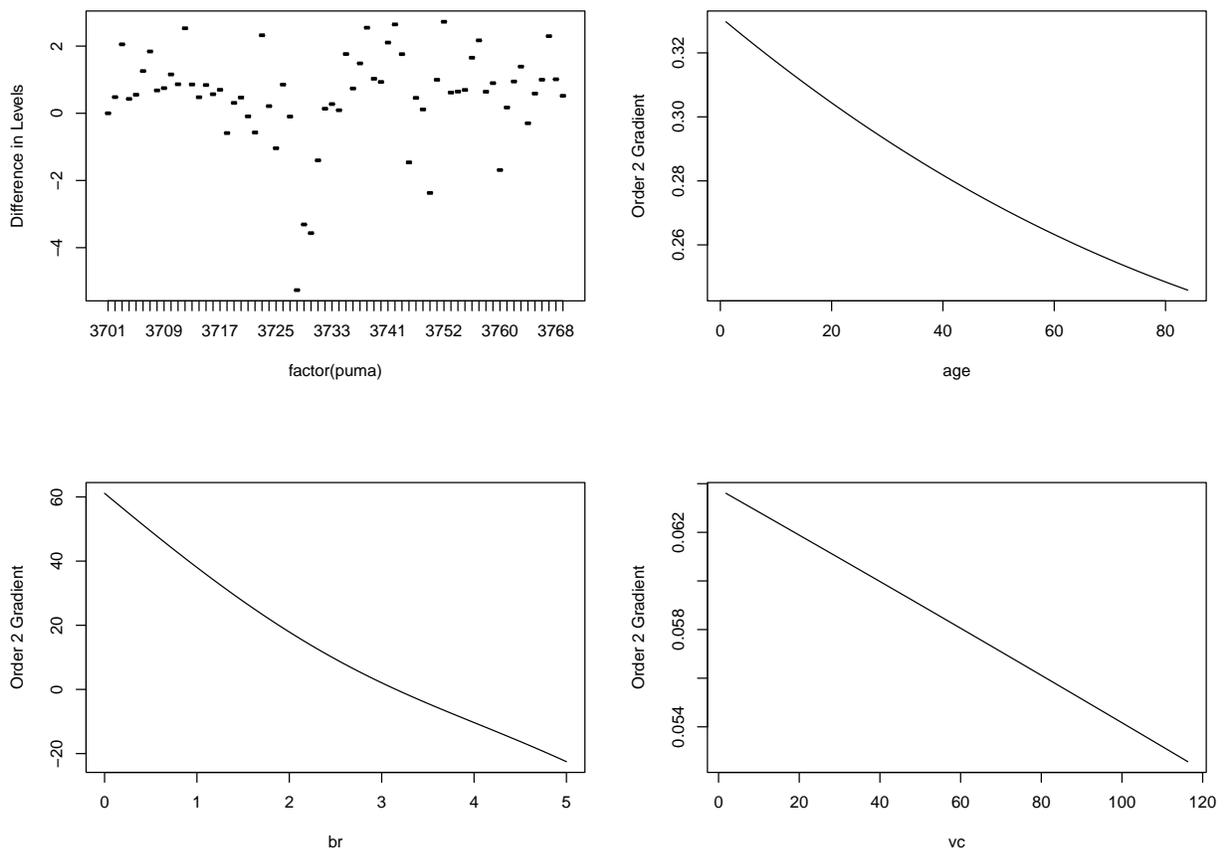 Difference in Levels
2
0
−2
−4
3701 3709 3717 3725 3733 3741 3752 3760 3768
factor(puma)
Order 2 Gradient
0.32
0.30
0.28
0.26
0 20 40 60 80
age
Order 2 Gradient
60
40
20
0
−20
0 1 2 3 4 5
br
Order 2 Gradient
0.062
0.058
0.054
0 20 40 60 80 100 120
vc